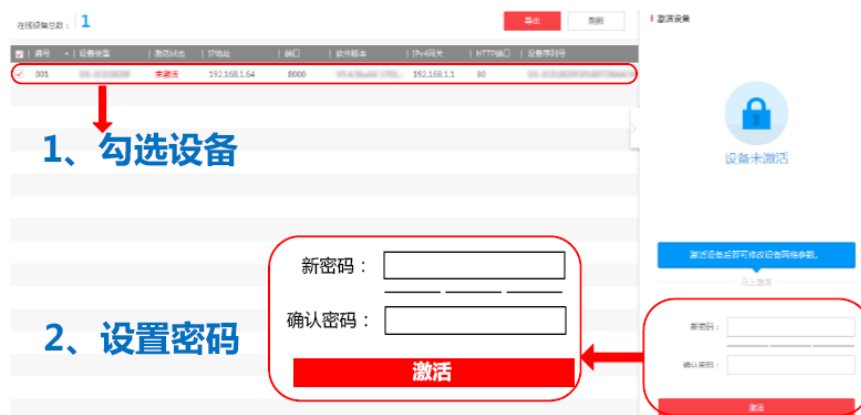 在线设备总数： 1
导出
刷新
编号 设备类型 激活状态 IP地址 端口 软件版本 IPv4网关 HTTP端口 设备序列号
001 未激活 192.168.1.64 8000 192.168.1.1 80
1、勾选设备
新密码：
确认密码：
激活
2、设置密码
激活设备
设备未激活
激活设备后即可修改设备网络参数。
马上激活
新密码：
确认密码：
激活